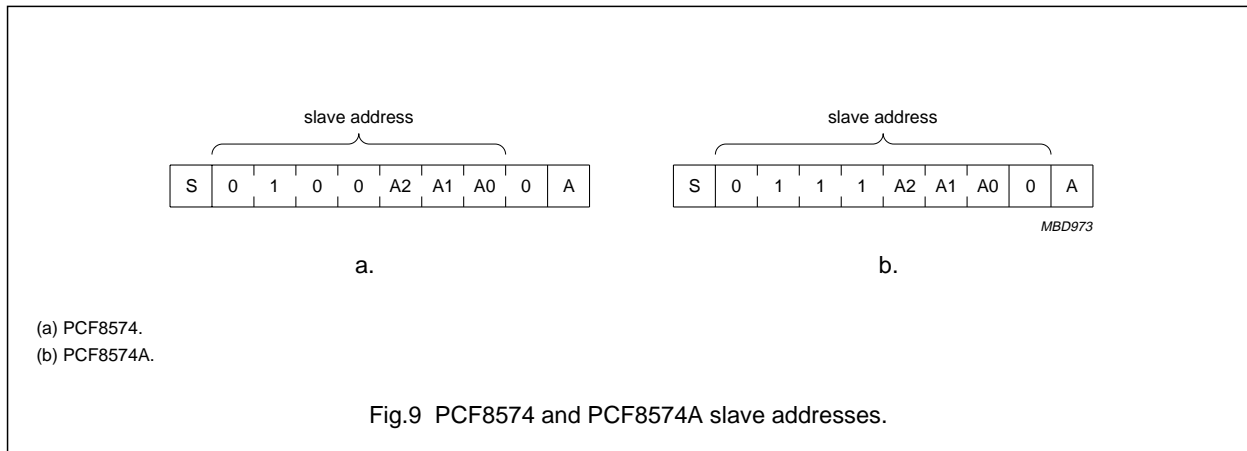 slave address
S 0 1 0 0 A2 A1 A0 0 A
a.
slave address
S 0 1 1 1 A2 A1 A0 0 A
MBD973
b.
(a) PCF8574.
(b) PCF8574A.
Fig.9 PCF8574 and PCF8574A slave addresses.